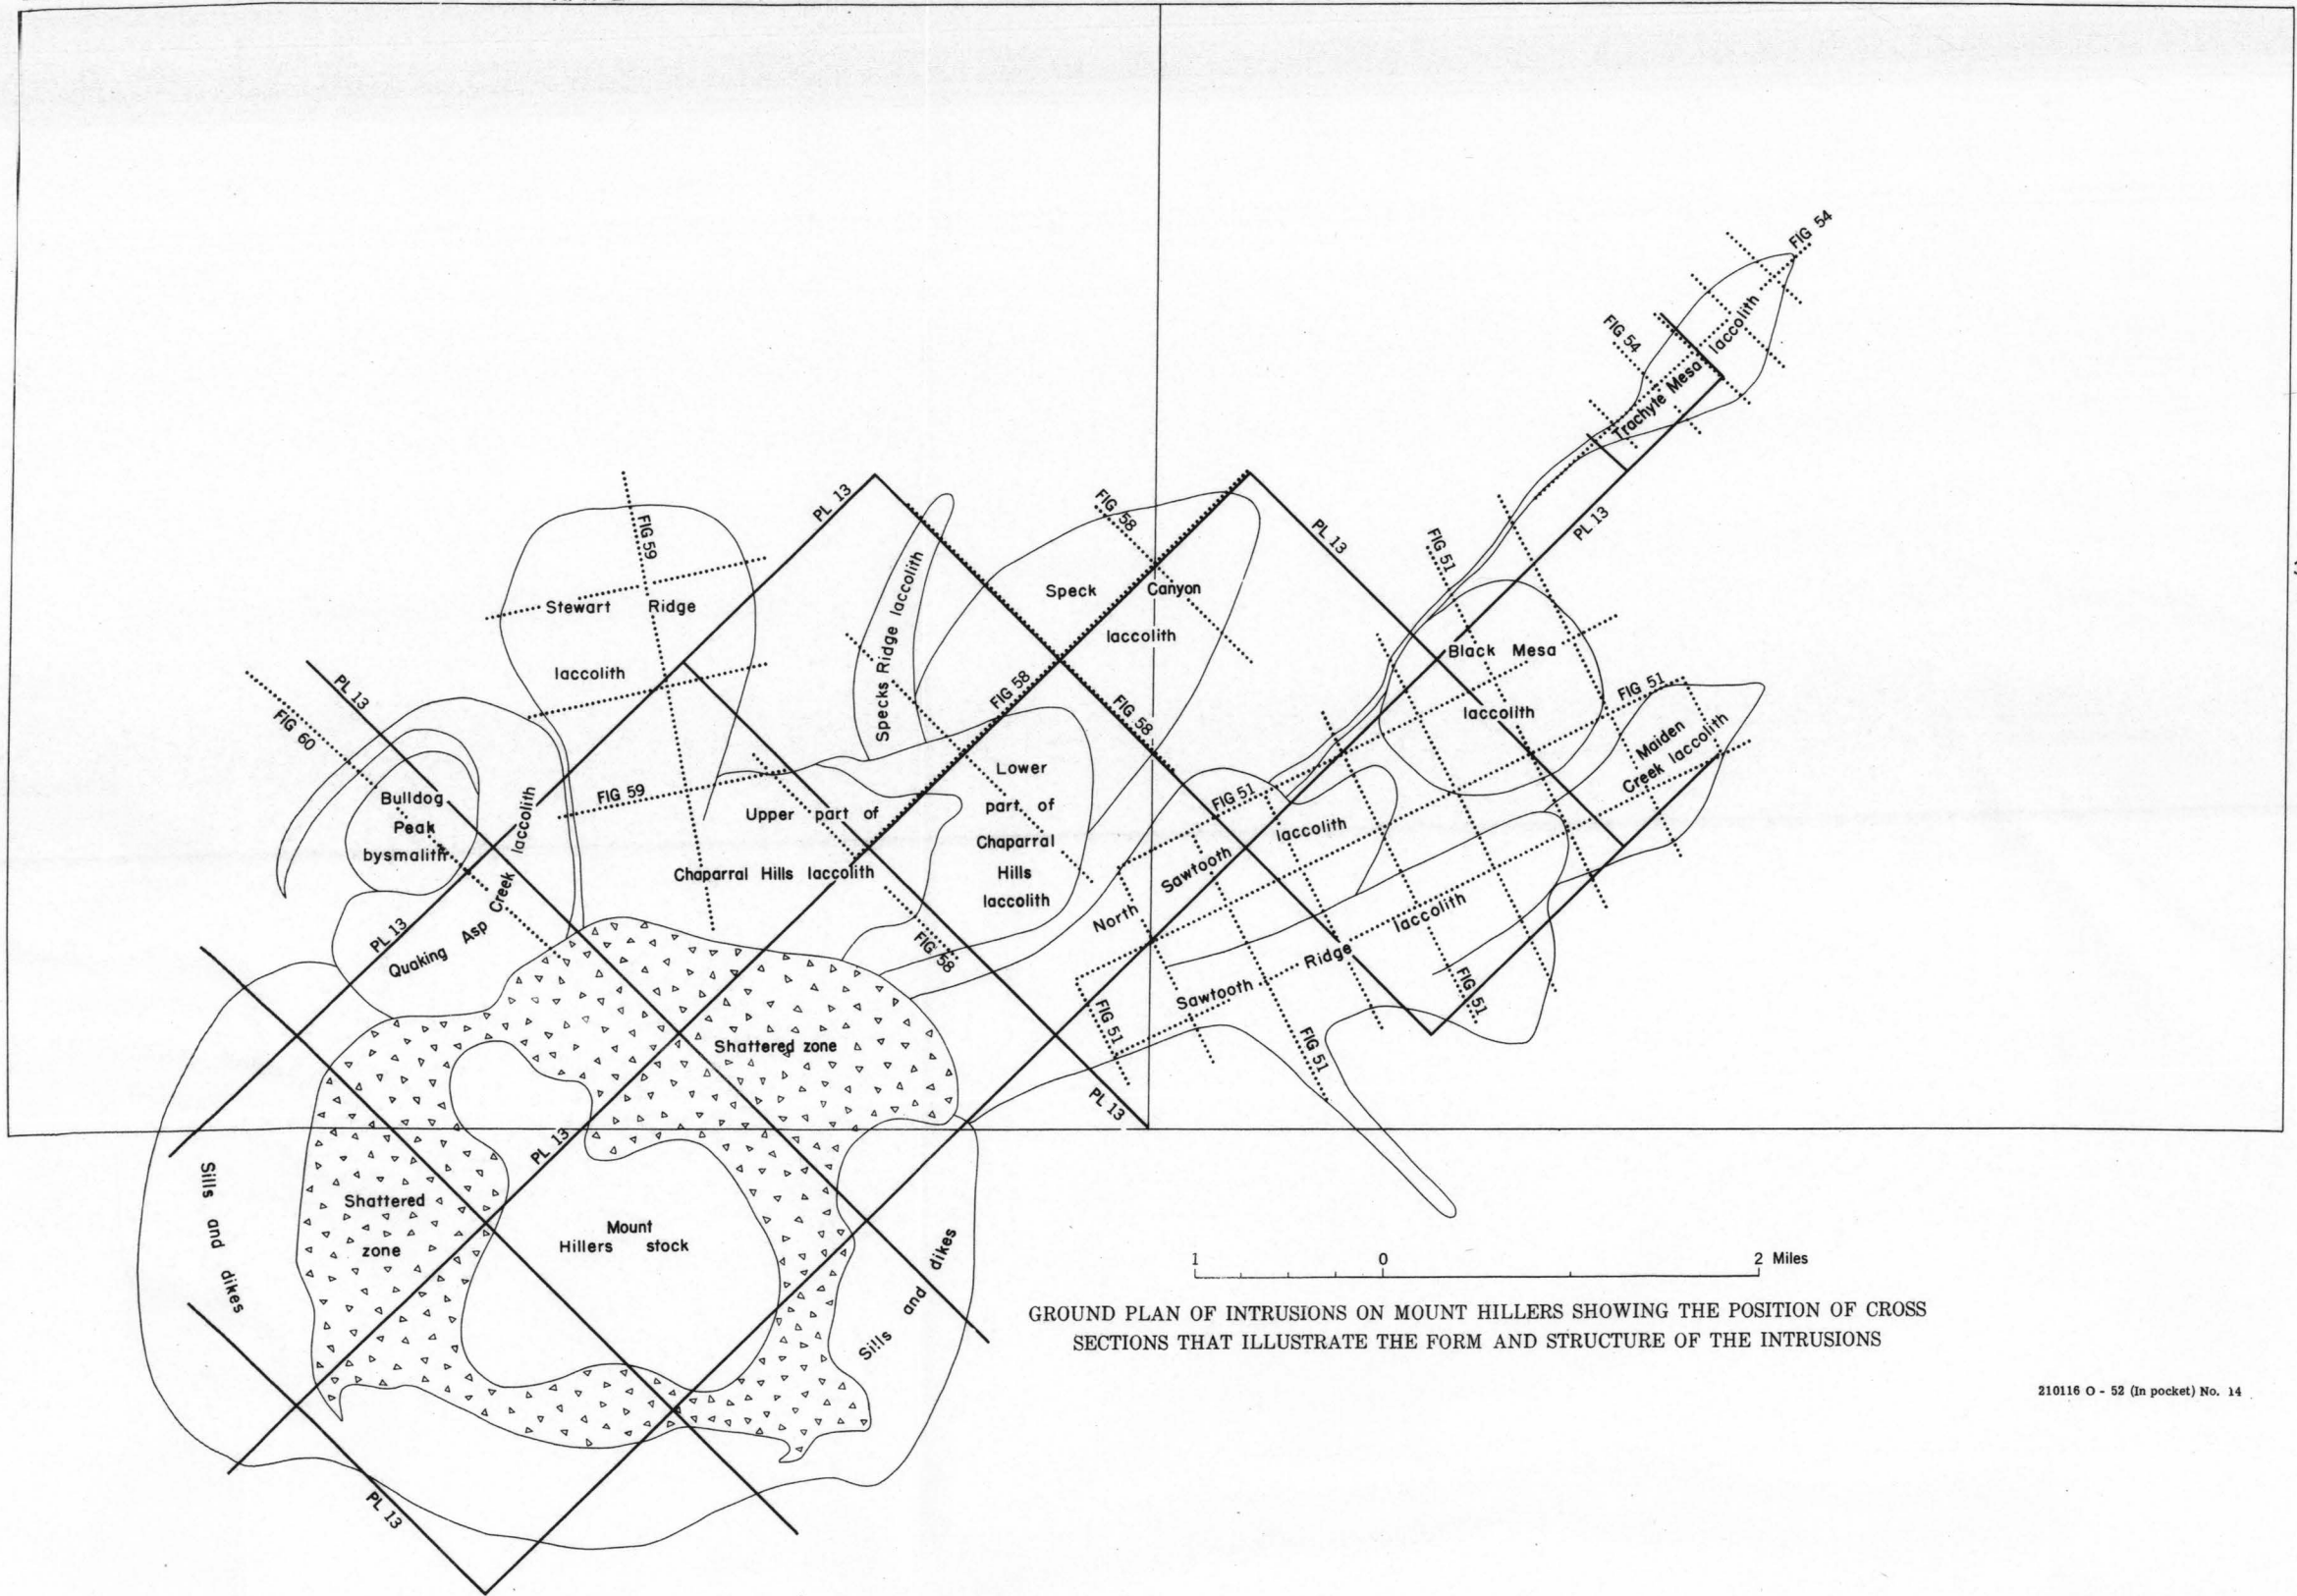 FIG 54
FIG 54
Trachyte Mesa laccolith
PL 13
PL 13
FIG 58
PL 13
FIG 59
FIG 51
Stewart Ridge
laccolith
Specks Ridge laccolith
Speck Canyon
laccolith
Black Mesa
laccolith
PL 13
FIG 60
FIG 58
FIG 58
FIG 51
Maiden
Creek laccolith
Bulldog
Peak
bysmalith
FIG 59
Upper part of
Chaparral Hills laccolith
Lower
part of
Chaparral
Hills
laccolith
FIG 51
North Sawtooth laccolith
PL 13
Quaking Asp Creek laccolith
FIG 58
Sawtooth Ridge laccolith
FIG 51
FIG 51
FIG 51
Shattered zone
PL 13
PL 13
Sills and dikes
Shattered
zone
Mount
Hillers stock
Sills and dikes
PL 13
1 0 2 Miles
GROUND PLAN OF INTRUSIONS ON MOUNT HILLERS SHOWING THE POSITION OF CROSS
SECTIONS THAT ILLUSTRATE THE FORM AND STRUCTURE OF THE INTRUSIONS
210116 O - 52 (In pocket) No. 14